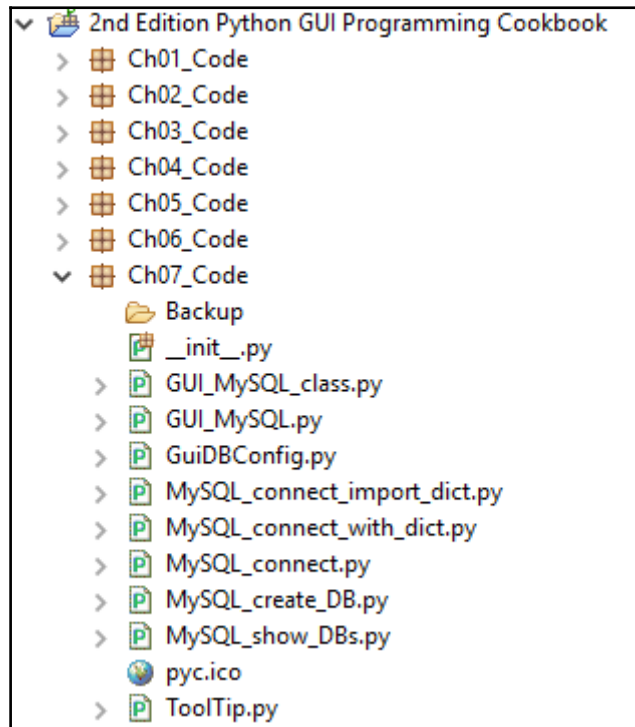 2nd Edition Python GUI Programming Cookbook
Ch01_Code
Ch02_Code
Ch03_Code
Ch04_Code
Ch05_Code
Ch06_Code
Ch07_Code
Backup
__init__.py
GUI_MySQL_class.py
GUI_MySQL.py
GuiDBConfig.py
MySQL_connect_import_dict.py
MySQL_connect_with_dict.py
MySQL_connect.py
MySQL_create_DB.py
MySQL_show_DBs.py
pyc.ico
ToolTip.py